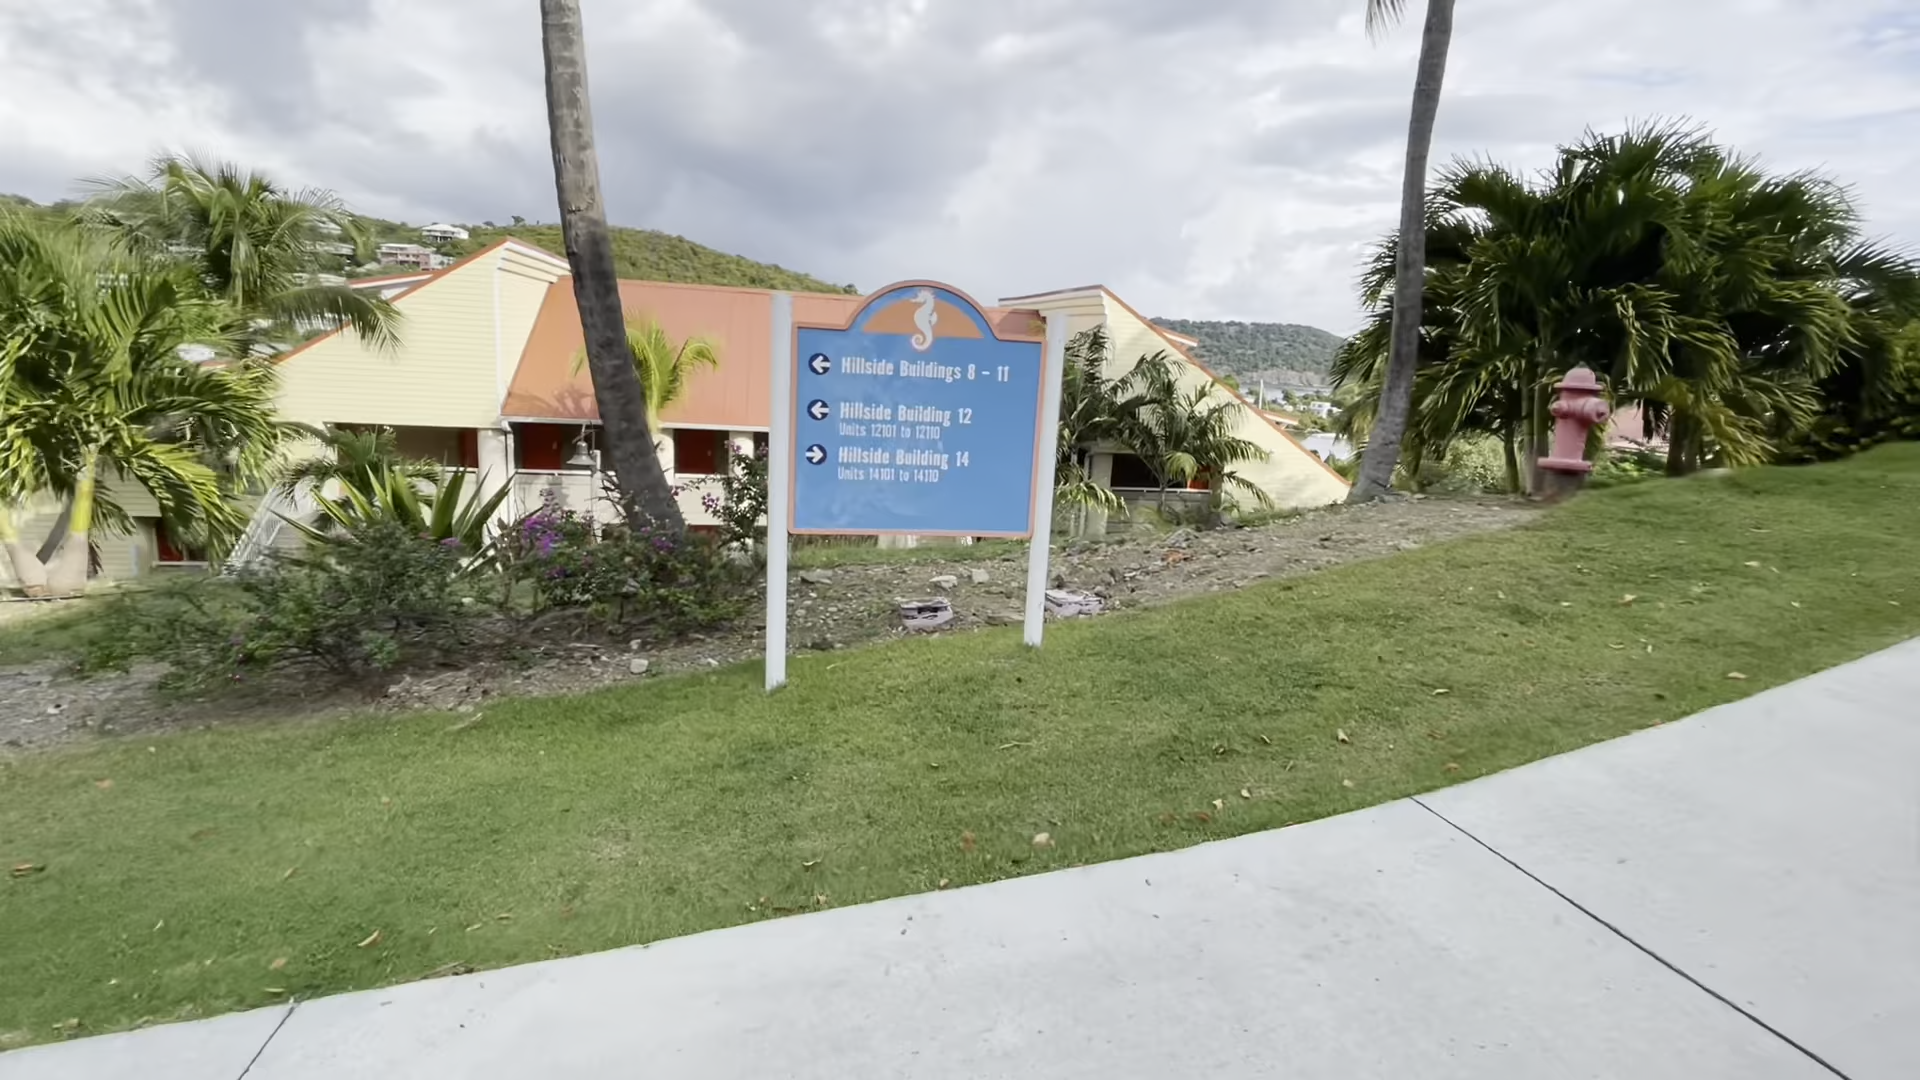 Hillside Buildings 8 - 11
Hillside Building 12
Units 12101 to 12110
Hillside Building 14
Units 14101 to 14110